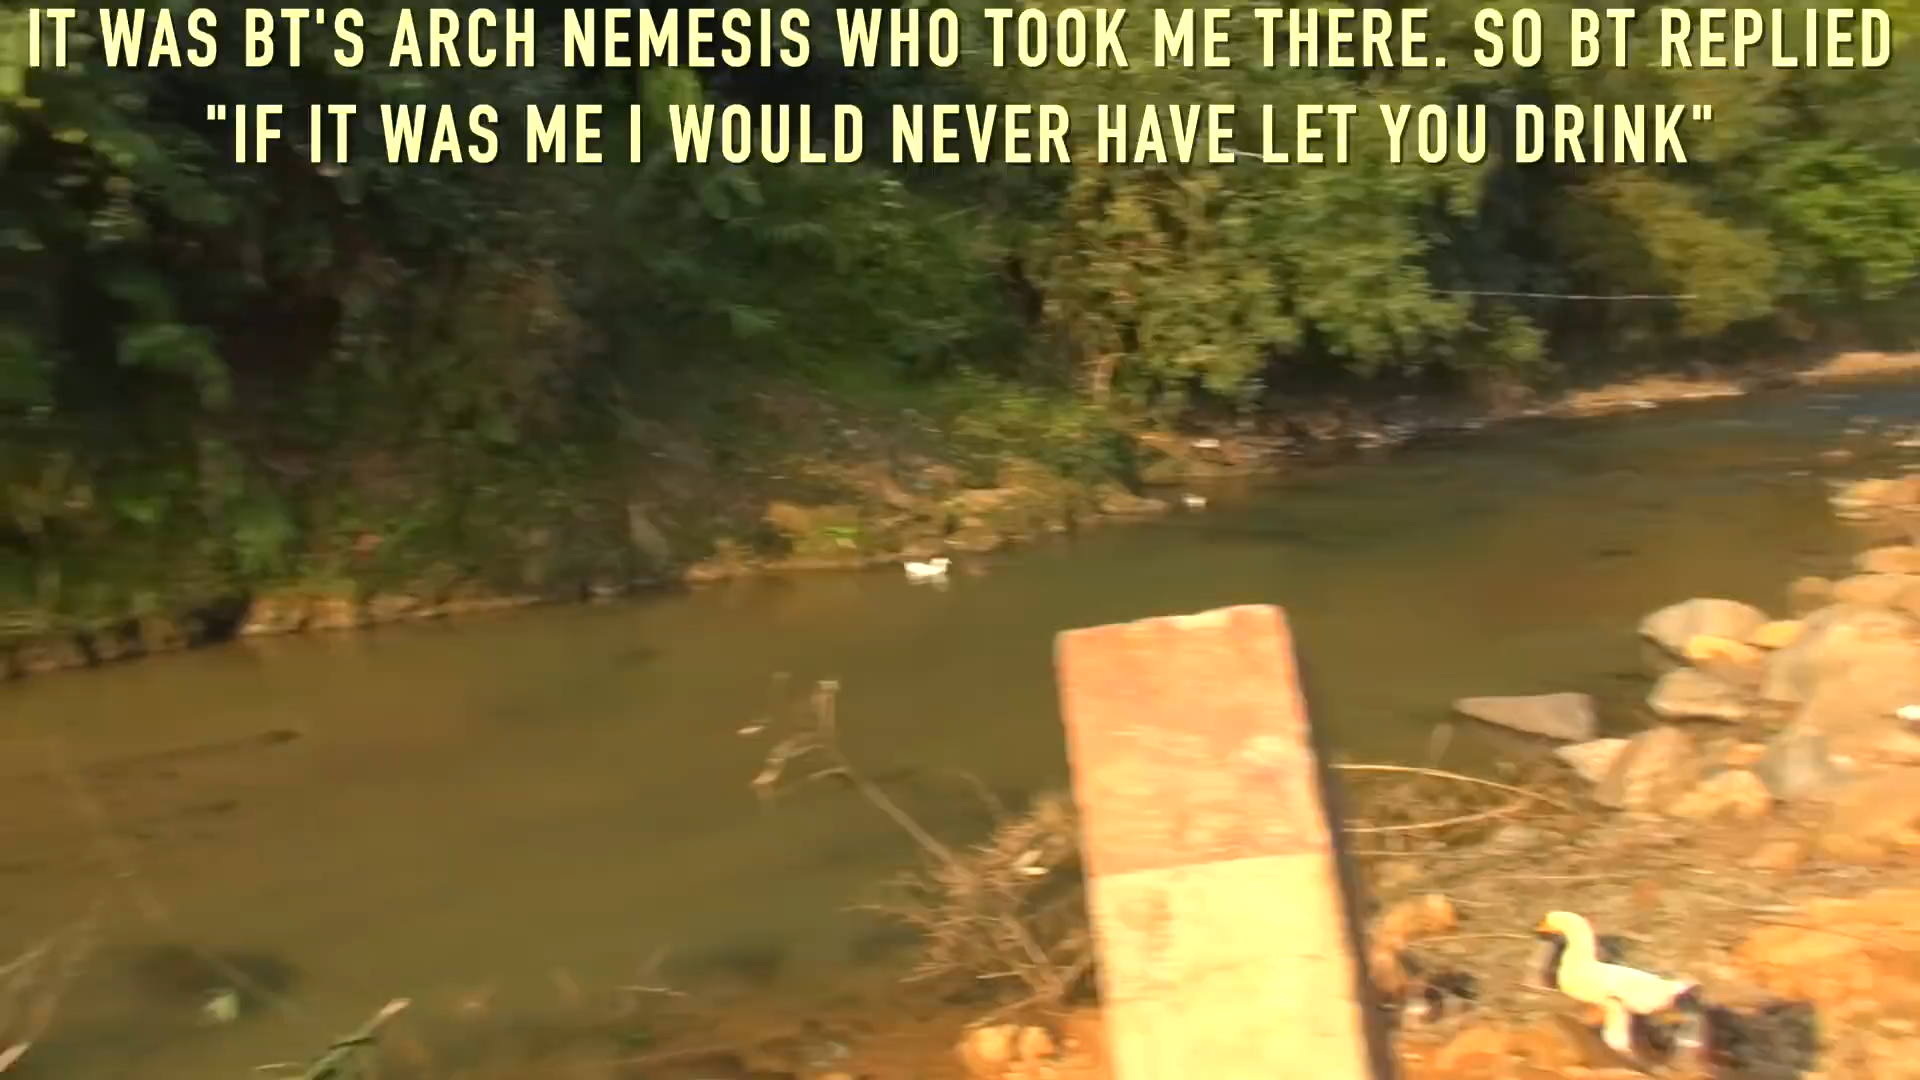 IT WAS BT'S ARCH NEMESIS WHO TOOK ME THERE. SO BT REPLIED
"IF IT WAS ME I WOULD NEVER HAVE LET YOU DRINK"